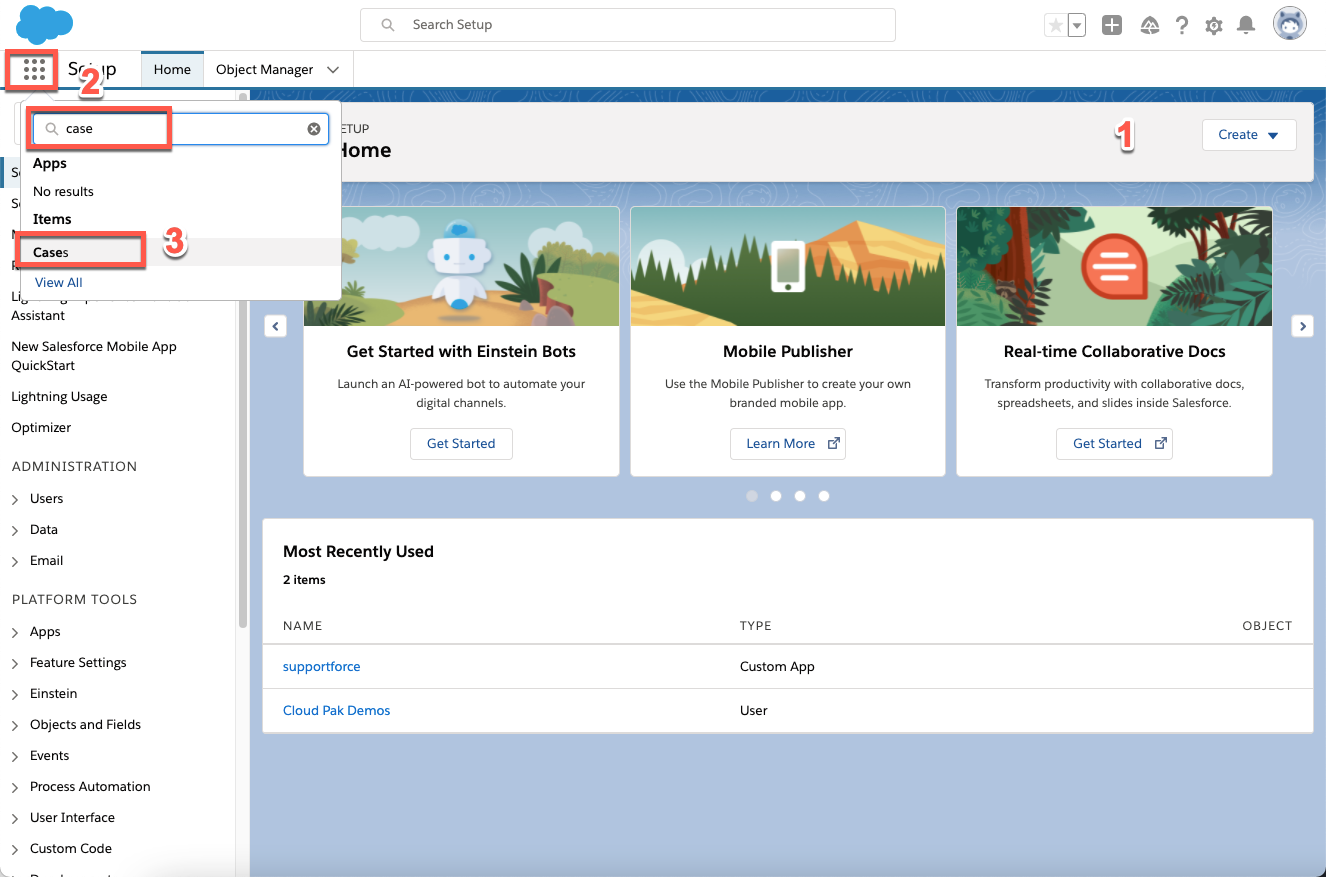 Search Setup
Setup
Home
Object Manager
2
case
Apps
No results
Items
Cases
3
View All
Assistant
New Salesforce Mobile App
QuickStart
Lightning Usage
Optimizer
ADMINISTRATION
Users
Data
Email
PLATFORM TOOLS
Apps
Feature Settings
Einstein
Objects and Fields
Events
Process Automation
User Interface
Custom Code
ETUP
Home
1
Create
Get Started with Einstein Bots
Launch an AI-powered bot to automate your
digital channels.
Get Started
Mobile Publisher
Use the Mobile Publisher to create your own
branded mobile app.
Learn More
Real-time Collaborative Docs
Transform productivity with collaborative docs,
spreadsheets, and slides inside Salesforce.
Get Started
Most Recently Used
2 items
NAME TYPE OBJECT
supportforce Custom App
Cloud Pak Demos User